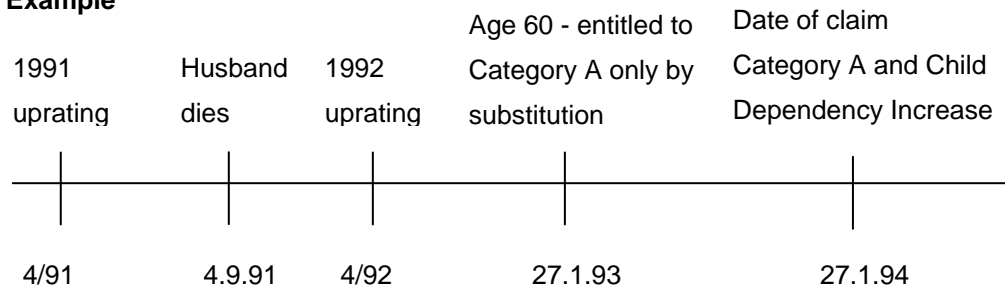 Example
1991
uprating
Husband
dies
1992
uprating
Age 60 - entitled to
Category A only by
substitution
Date of claim
Category A and Child
Dependency Increase
4/91
4.9.91
4/92
27.1.93
27.1.94